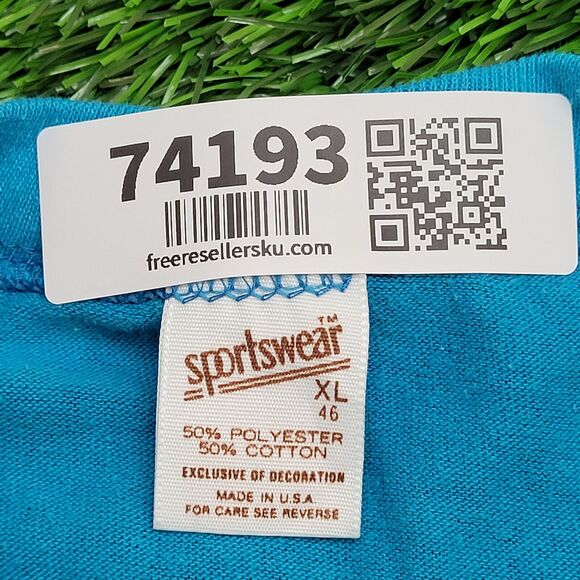 74193
freeresellersku.com
sportswear™
XL
46
50% POLYESTER
50% COTTON
EXCLUSIVE OF DECORATION
MADE IN U.S.A
FOR CARE SEE REVERSE